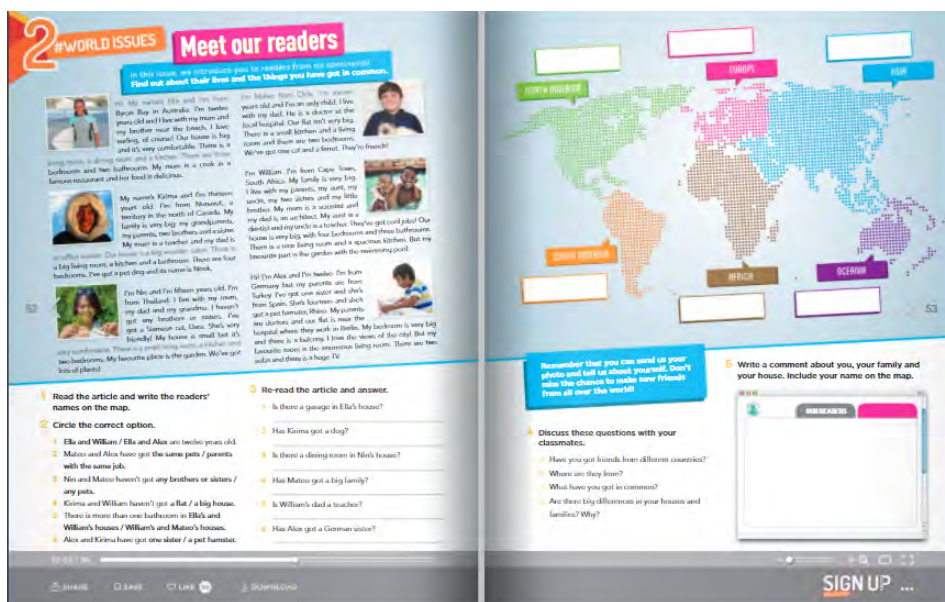 2
#WORLD ISSUES
Meet our readers
In this issue, we introduce you to readers from six continents!
Find out about their lives and the things you have got in common.
Hi! My name's Ella and I'm from
Byron Bay in Australia. I'm twelve
years old and I live with my mum and
my brother near the beach. I love
surfing, of course! Our house is big
and it's very comfortable. There is a
living room, a dining room and a kitchen. There are three
bedrooms and two bathrooms. My mum is a cook in a
famous restaurant and her food is delicious.
My name's Kirima and I'm thirteen
years old. I'm from Nunavut, a
territory in the north of Canada. My
family is very big: my grandparents,
my parents, two brothers and a sister.
My mum is a teacher and my dad is
an office worker. Our house is a big wooden cabin. There is
a big living room, a kitchen and a bathroom. There are four
bedrooms. I've got a pet dog and its name is Nook.
I'm Nin and I'm fifteen years old. I'm
from Thailand. I live with my mum,
my dad and my grandma. I haven't
got any brothers or sisters. I've
got a Siamese cat, Dara. She's very
friendly! My house is small but it's
very comfortable. There is a small living room, a kitchen and
two bedrooms. My favourite place is the garden. We've got
lots of plants!
I'm Mateo from Chile. I'm eleven
years old and I'm an only child. I live
with my dad. He is a doctor at the
local hospital. Our flat isn't very big.
There is a small kitchen and a living
room and there are two bedrooms.
We've got one cat and a ferret. They're friends!
I'm William. I'm from Cape Town,
South Africa. My family is very big.
I live with my parents, my aunt, my
uncle, my two sisters and my little
brother. My mum is a scientist and
my dad is an architect. My aunt is a
dentist and my uncle is a teacher. They've got cool jobs! Our
house is very big, with four bedrooms and three bathrooms.
There is a nice living room and a spacious kitchen. But my
favourite part is the garden with the swimming pool!
Hi! I'm Alex and I'm twelve. I'm from
Germany but my parents are from
Turkey. I've got one sister and she's
from Spain. She's fourteen and she's
got a pet hamster, Rhino. My parents
are doctors and our flat is near the
hospital where they work in Berlin. My bedroom is very big
and there is a balcony. I love the views of the city! But my
favourite room is the enormous living room. There are two
sofas and there is a huge TV.
52
1 Read the article and write the readers'
names on the map.
2 Circle the correct option.
1 Ella and William / Ella and Alex are twelve years old.
2 Mateo and Alex have got the same pets / parents
with the same job.
3 Nin and Mateo haven't got any brothers or sisters /
any pets.
4 Kirima and William haven't got a flat / a big house.
5 There is more than one bathroom in Ella's and
William's houses / William's and Mateo's houses.
6 Alex and Kirima have got one sister / a pet hamster.
3 Re-read the article and answer.
1 Is there a garage in Ella's house?
2 Has Kirima got a dog?
3 Is there a dining room in Nin's house?
4 Has Mateo got a big family?
5 Is William's dad a teacher?
6 Has Alex got a German sister?
NORTH AMERICA
EUROPE
ASIA
SOUTH AMERICA
AFRICA
OCEANIA
53
Remember that you can send us your
photo and tell us about yourself. Don't
miss the chance to make new friends
from all over the world!
4 Discuss these questions with your
classmates.
Have you got friends from different countries?
Where are they from?
What have you got in common?
Are there big differences in your houses and
families? Why?
5 Write a comment about you, your family and
your house. Include your name on the map.
OUR READERS
SHARE
SAVE
LIKE
DOWNLOAD
SIGN UP ...